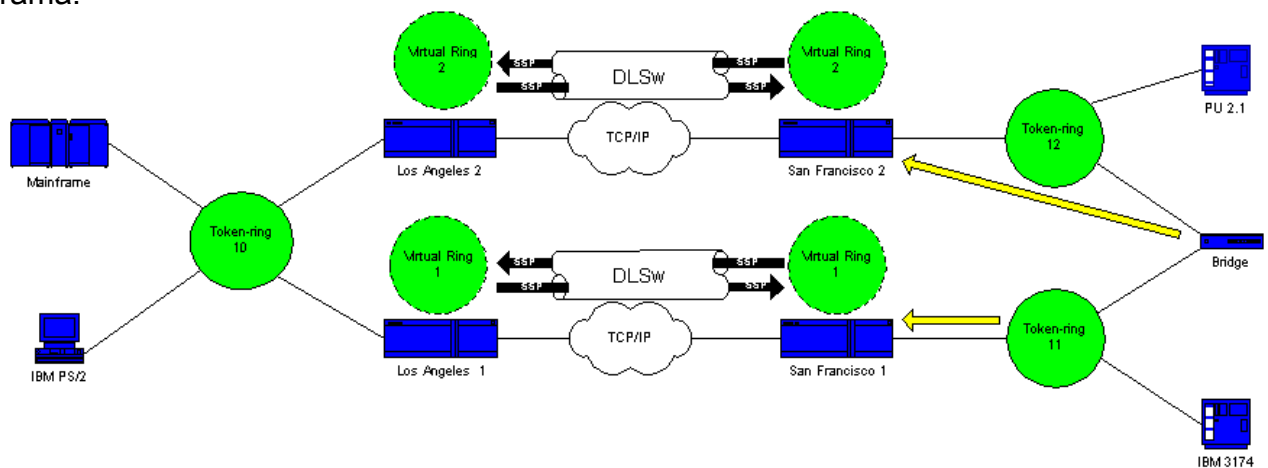 rama:
Virtual Ring
2
SSP
SSP
DLSw
SSP
SSP
Virtual Ring
2
PU 2.1
Mainframe
Los Angeles 2
TCP/IP
San Francisco 2
Token-ring
12
Token-ring
10
Virtual Ring
1
SSP
SSP
DLSw
SSP
SSP
Virtual Ring
1
Bridge
IBM PS/2
Los Angeles 1
TCP/IP
San Francisco 1
Token-ring
11
IBM 3174